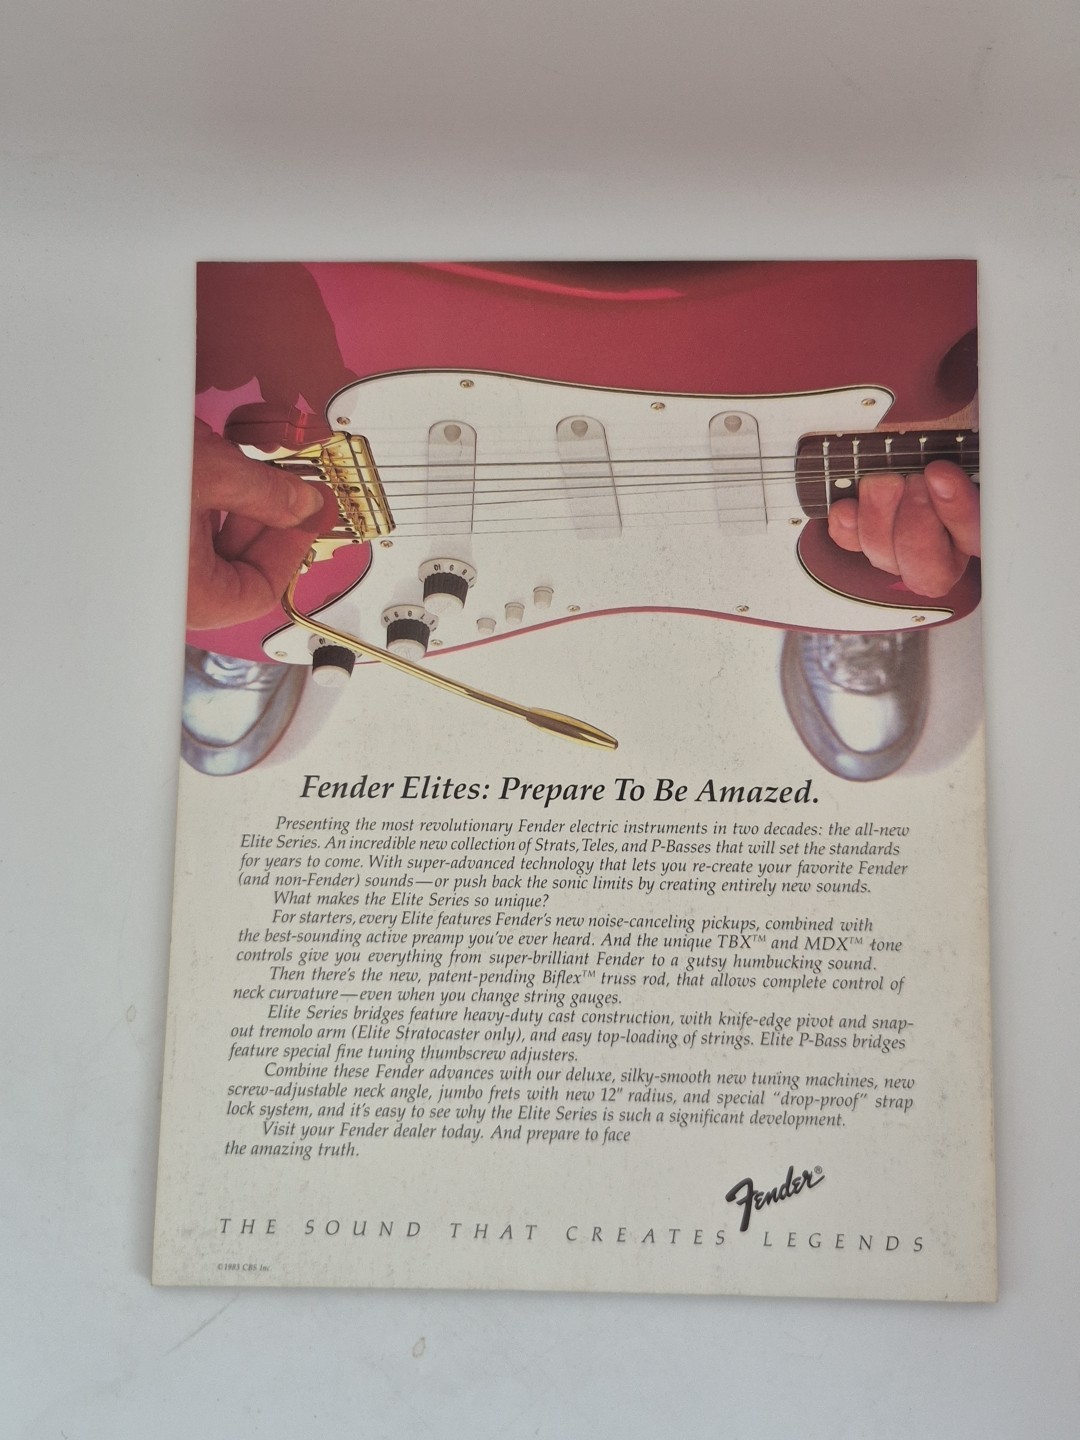 Fender Elites: Prepare To Be Amazed.
Presenting the most revolutionary Fender electric instruments in two decades: the all-new
Elite Series. An incredible new collection of Strats, Teles, and P-Basses that will set the standards
for years to come. With super-advanced technology that lets you re-create your favorite Fender
(and non-Fender) sounds—or push back the sonic limits by creating entirely new sounds.
What makes the Elite Series so unique?
For starters, every Elite features Fender's new noise-canceling pickups, combined with
the best-sounding active preamp you've ever heard. And the unique TBX™ and MDX™ tone
controls give you everything from super-brilliant Fender to a gutsy humbucking sound.
Then there's the new, patent-pending Biflex™ truss rod, that allows complete control of
neck curvature—even when you change string gauges.
Elite Series bridges feature heavy-duty cast construction, with knife-edge pivot and snap-
out tremolo arm (Elite Stratocaster only), and easy top-loading of strings. Elite P-Bass bridges
feature special fine tuning thumbscrew adjusters.
Combine these Fender advances with our deluxe, silky-smooth new tuning machines, new
screw-adjustable neck angle, jumbo frets with new 12" radius, and special "drop-proof" strap
lock system, and it's easy to see why the Elite Series is such a significant development.
Visit your Fender dealer today. And prepare to face
the amazing truth.
Fender®
THE SOUND THAT CREATES LEGENDS
©1983 CBS Inc.